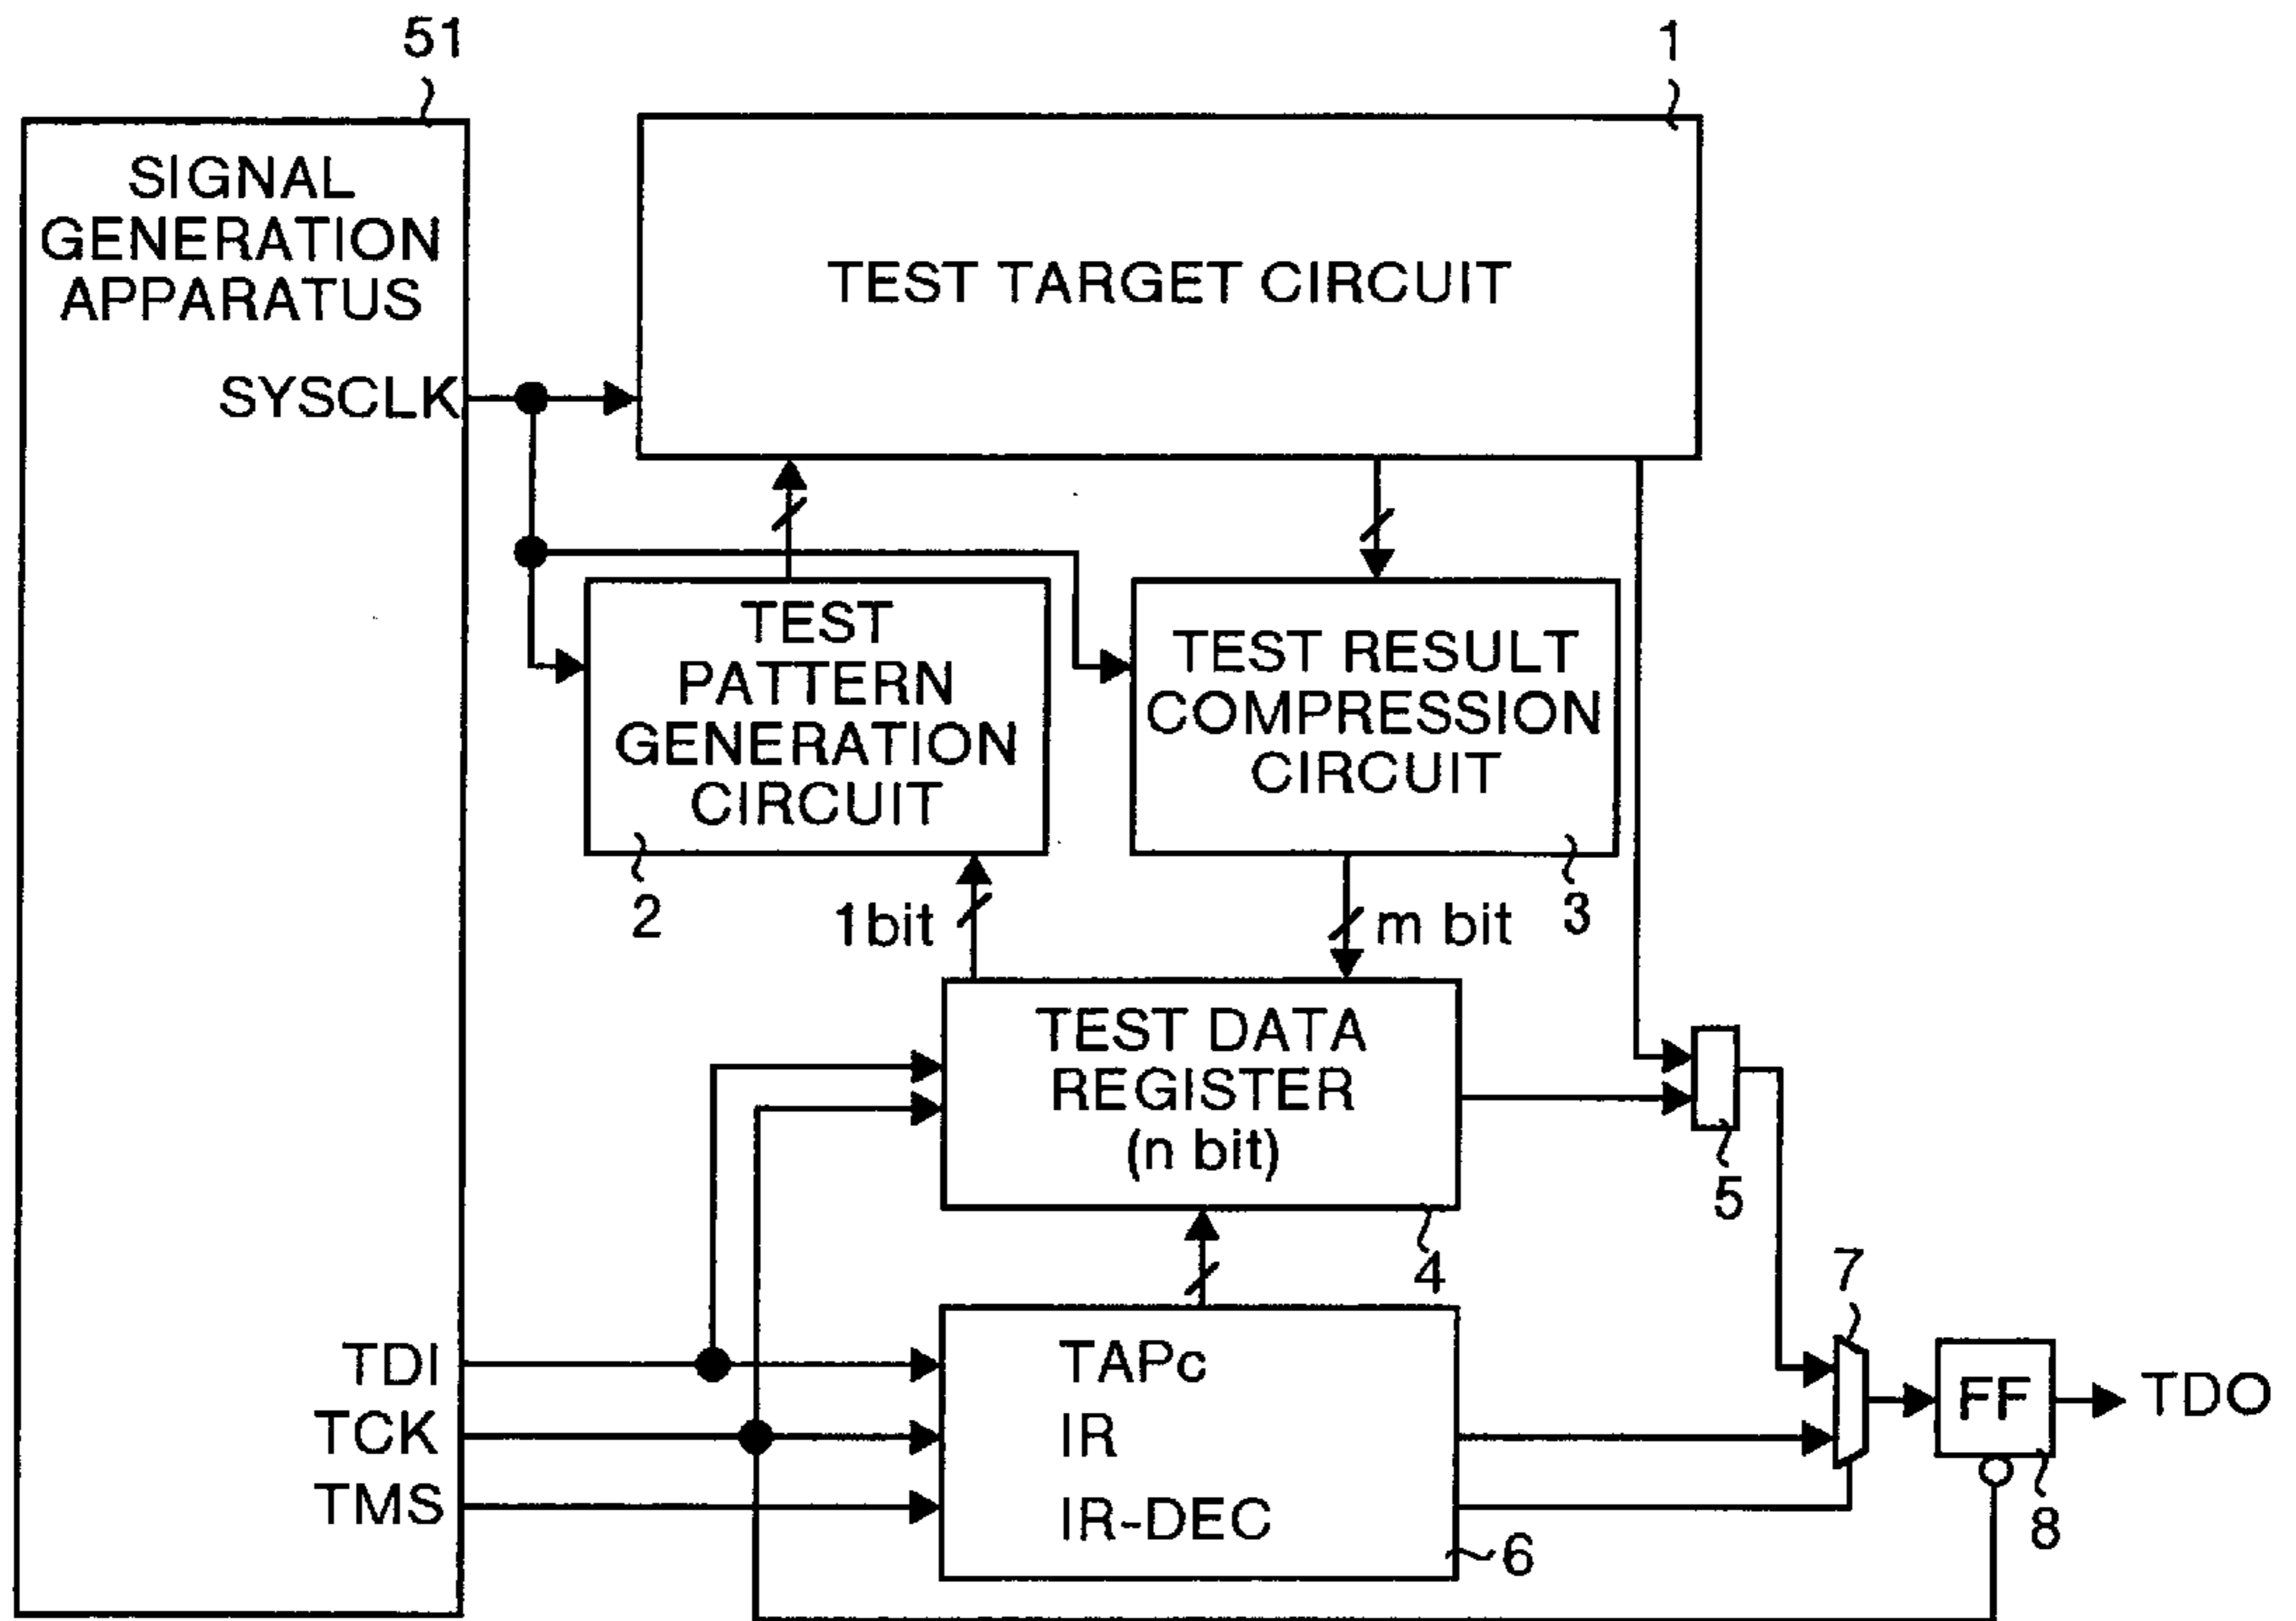 51
1
SIGNAL
GENERATION
APPARATUS
TEST TARGET CIRCUIT
SYSCLK
TEST
PATTERN
GENERATION
CIRCUIT
TEST RESULT
COMPRESSION
CIRCUIT
2
1bit
m bit
3
TEST DATA
REGISTER
(n bit)
5
4
7
TDI
TCK
TMS
TAPc
IR
IR-DEC
6
FF
TDO
8